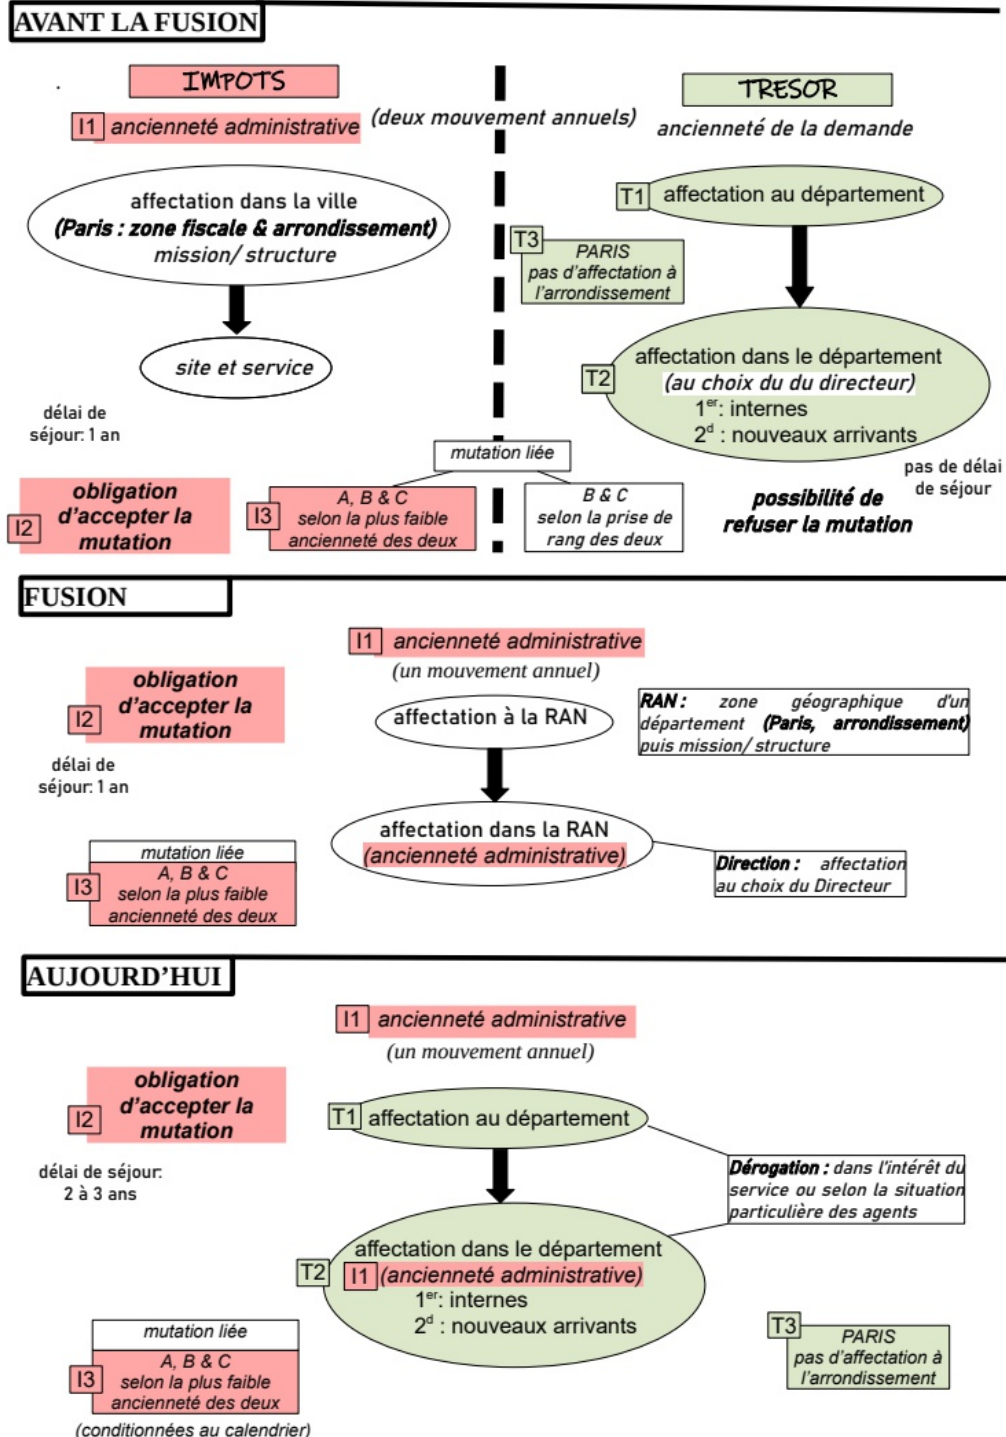 AVANT LA FUSION
IMPOTS
I1 ancienneté administrative
(deux mouvement annuels)
TRESOR
ancienneté de la demande
affectation dans la ville
(Paris : zone fiscale & arrondissement)
mission/ structure
site et service
T1 affectation au département
T3
PARIS
pas d'affectation à
l'arrondissement
T2
affectation dans le département
(au choix du du directeur)
1er: internes
2d : nouveaux arrivants
délai de
séjour: 1 an
pas de délai
de séjour
I2
obligation
d'accepter la
mutation
mutation liée
I3
A, B & C
selon la plus faible
ancienneté des deux
B & C
selon la prise de
rang des deux
possibilité de
refuser la mutation
FUSION
I1 ancienneté administrative
(un mouvement annuel)
I2
obligation
d'accepter la
mutation
affectation à la RAN
RAN : zone géographique d'un
département (Paris, arrondissement)
puis mission/ structure
délai de
séjour: 1 an
affectation dans la RAN
(ancienneté administrative)
Direction : affectation
au choix du Directeur
mutation liée
I3
A, B & C
selon la plus faible
ancienneté des deux
AUJOURD'HUI
I1 ancienneté administrative
(un mouvement annuel)
I2
obligation
d'accepter la
mutation
T1 affectation au département
délai de séjour:
2 à 3 ans
Dérogation : dans l'intérêt du
service ou selon la situation
particulière des agents
T2
affectation dans le département
I1 (ancienneté administrative)
1er: internes
2d : nouveaux arrivants
mutation liée
I3
A, B & C
selon la plus faible
ancienneté des deux
(conditionnées au calendrier)
T3
PARIS
pas d'affectation à
l'arrondissement